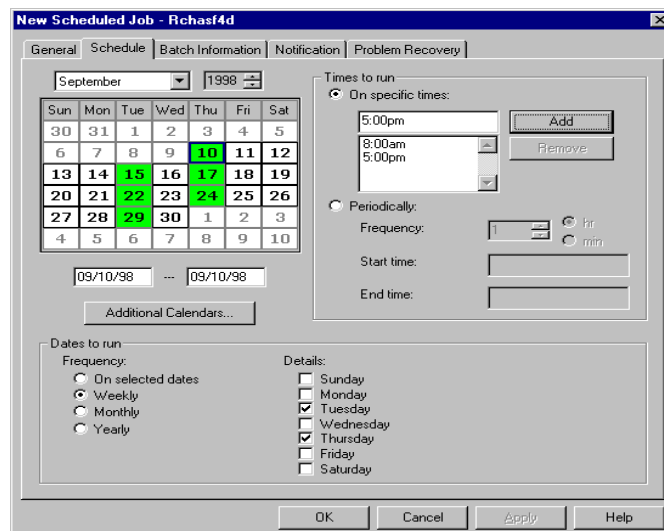 New Scheduled Job - Rchasf4d
General Schedule Batch Information Notification Problem Recovery
September 1998
Sun Mon Tue Wed Thu Fri Sat
30 31 1 2 3 4 5
6 7 8 9 10 11 12
13 14 15 16 17 18 19
20 21 22 23 24 25 26
27 28 29 30 1 2 3
4 5 6 7 8 9 10
09/10/98 --- 09/10/98
Additional Calendars...
Times to run
On specific times:
5:00pm Add
8:00am
5:00pm
Remove
Periodically:
Frequency: 1 hr
min
Start time:
End time:
Dates to run
Frequency:
On selected dates
Weekly
Monthly
Yearly
Details:
Sunday
Monday
Tuesday
Wednesday
Thursday
Friday
Saturday
OK Cancel Apply Help